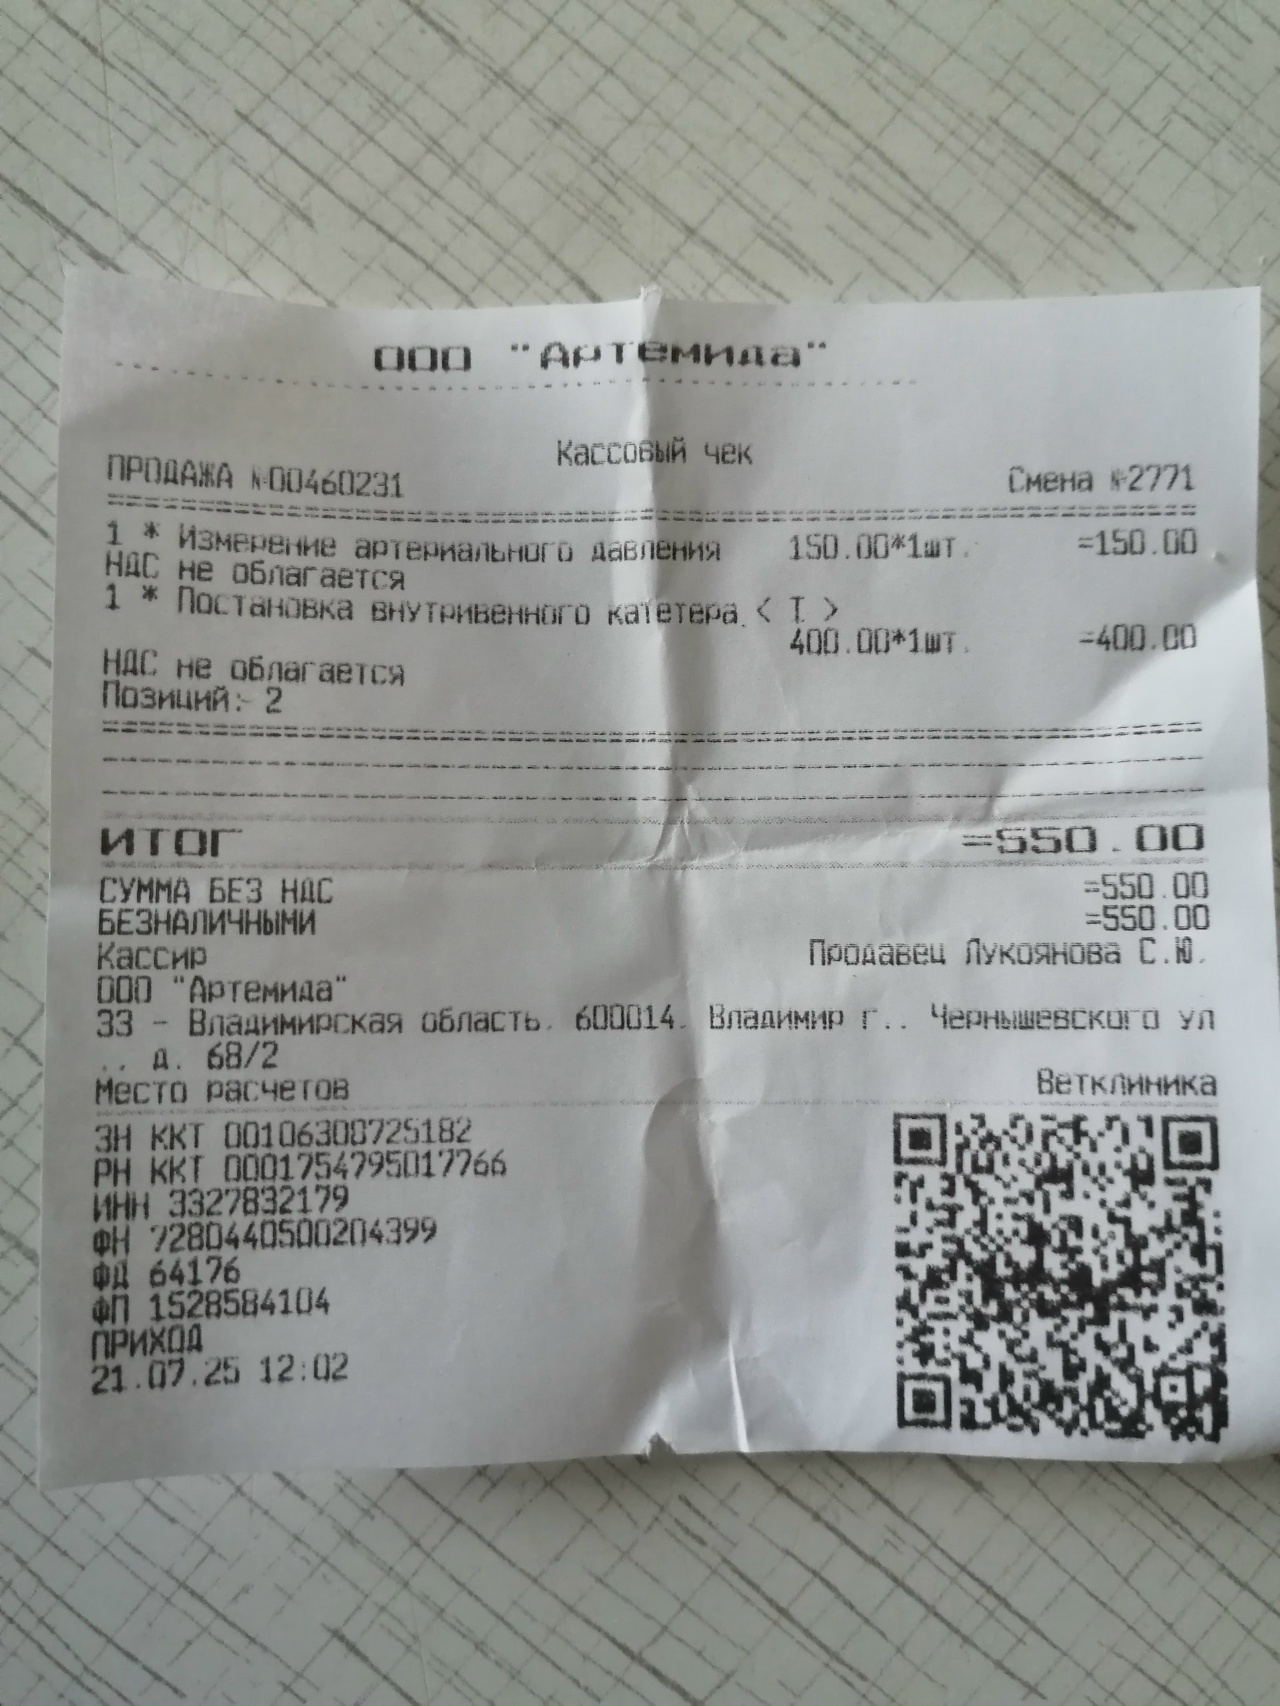 ООО "Артемида"
Кассовый чек
ПРОДАЖА №00460231 Смена №2771
1 * Измерение артериального давления 150.00*1шт. =150.00
НДС не облагается
1 * Постановка внутривенного катетера. < Т. >
400.00*1шт. =400.00
НДС не облагается
Позиций: 2
ИТОГ =550.00
СУММА БЕЗ НДС =550.00
БЕЗНАЛИЧНЫМИ =550.00
Кассир Продавец Лукоянова С.Ю.
ООО "Артемида"
33 - Владимирская область. 600014. Владимир г.. Чернышевского ул
.. д. 68/2
Место расчетов Ветклиника
ЗН ККТ 00106308725182
РН ККТ 0001754795017766
ИНН 3327832179
ФН 7280440500204399
ФД 64176
ФП 1528584104
ПРИХОД
21.07.25 12:02